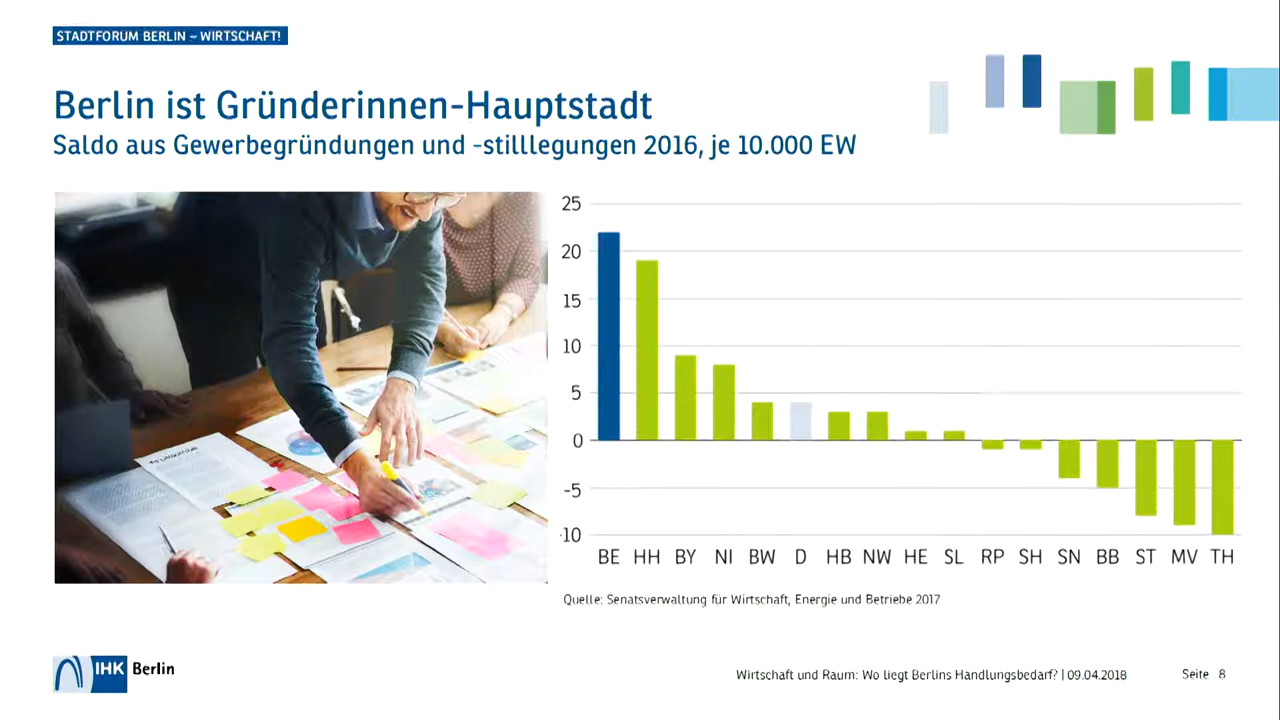 STADTFORUM BERLIN – WIRTSCHAFT!
Berlin ist Gründerinnen-Hauptstadt
Saldo aus Gewerbegründungen und -stilllegungen 2016, je 10.000 EW
25
20
15
10
5
0
-5
-10
BE HH BY NI BW D HB NW HE SL RP SH SN BB ST MV TH
Quelle: Senatsverwaltung für Wirtschaft, Energie und Betriebe 2017
IHK Berlin
Wirtschaft und Raum: Wo liegt Berlins Handlungsbedarf? | 09.04.2018 Seite 8